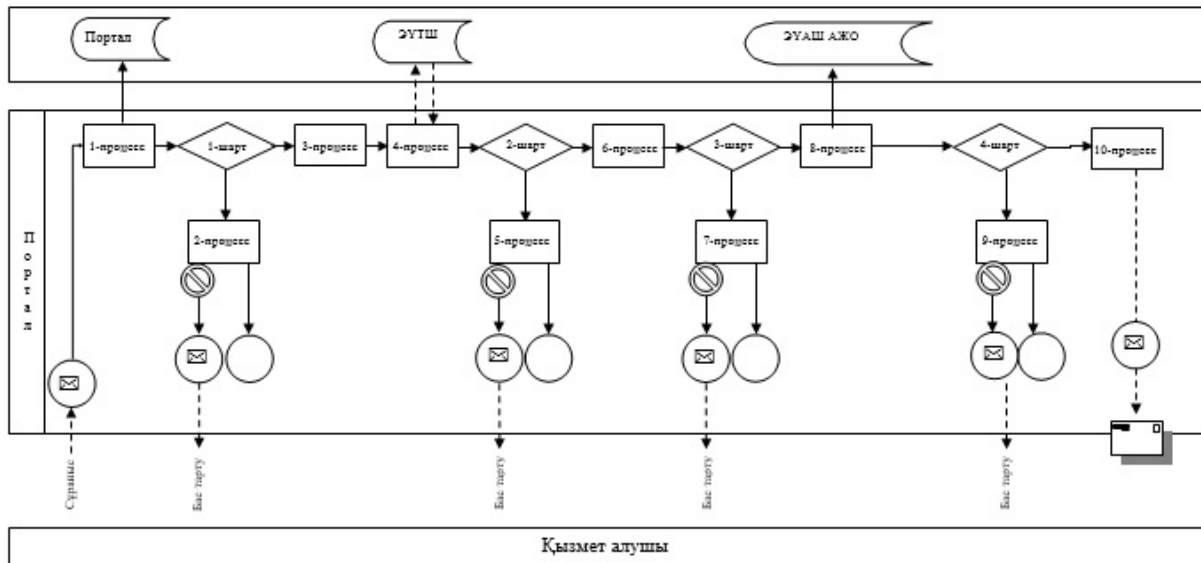 Портал
ЭҮТШ
ЭҮАШ АЖО
1-процесс
1-шарт
3-процесс
4-процесс
2-шарт
6-процесс
3-шарт
8-процесс
4-шарт
10-процесс
2-процесс
5-процесс
7-процесс
9-процесс
Портал
Сұраныс
Бас тарту
Бас тарту
Бас тарту
Бас тарту
Қызмет алушы